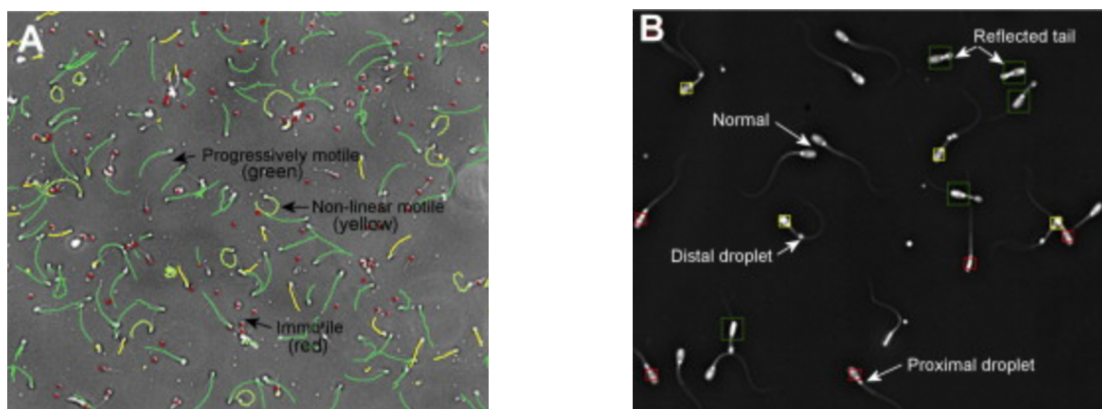 A
Progressively motile
(green)
Non-linear motile
(yellow)
Immotile
(red)
B
Reflected tail
Normal
Distal droplet
Proximal droplet